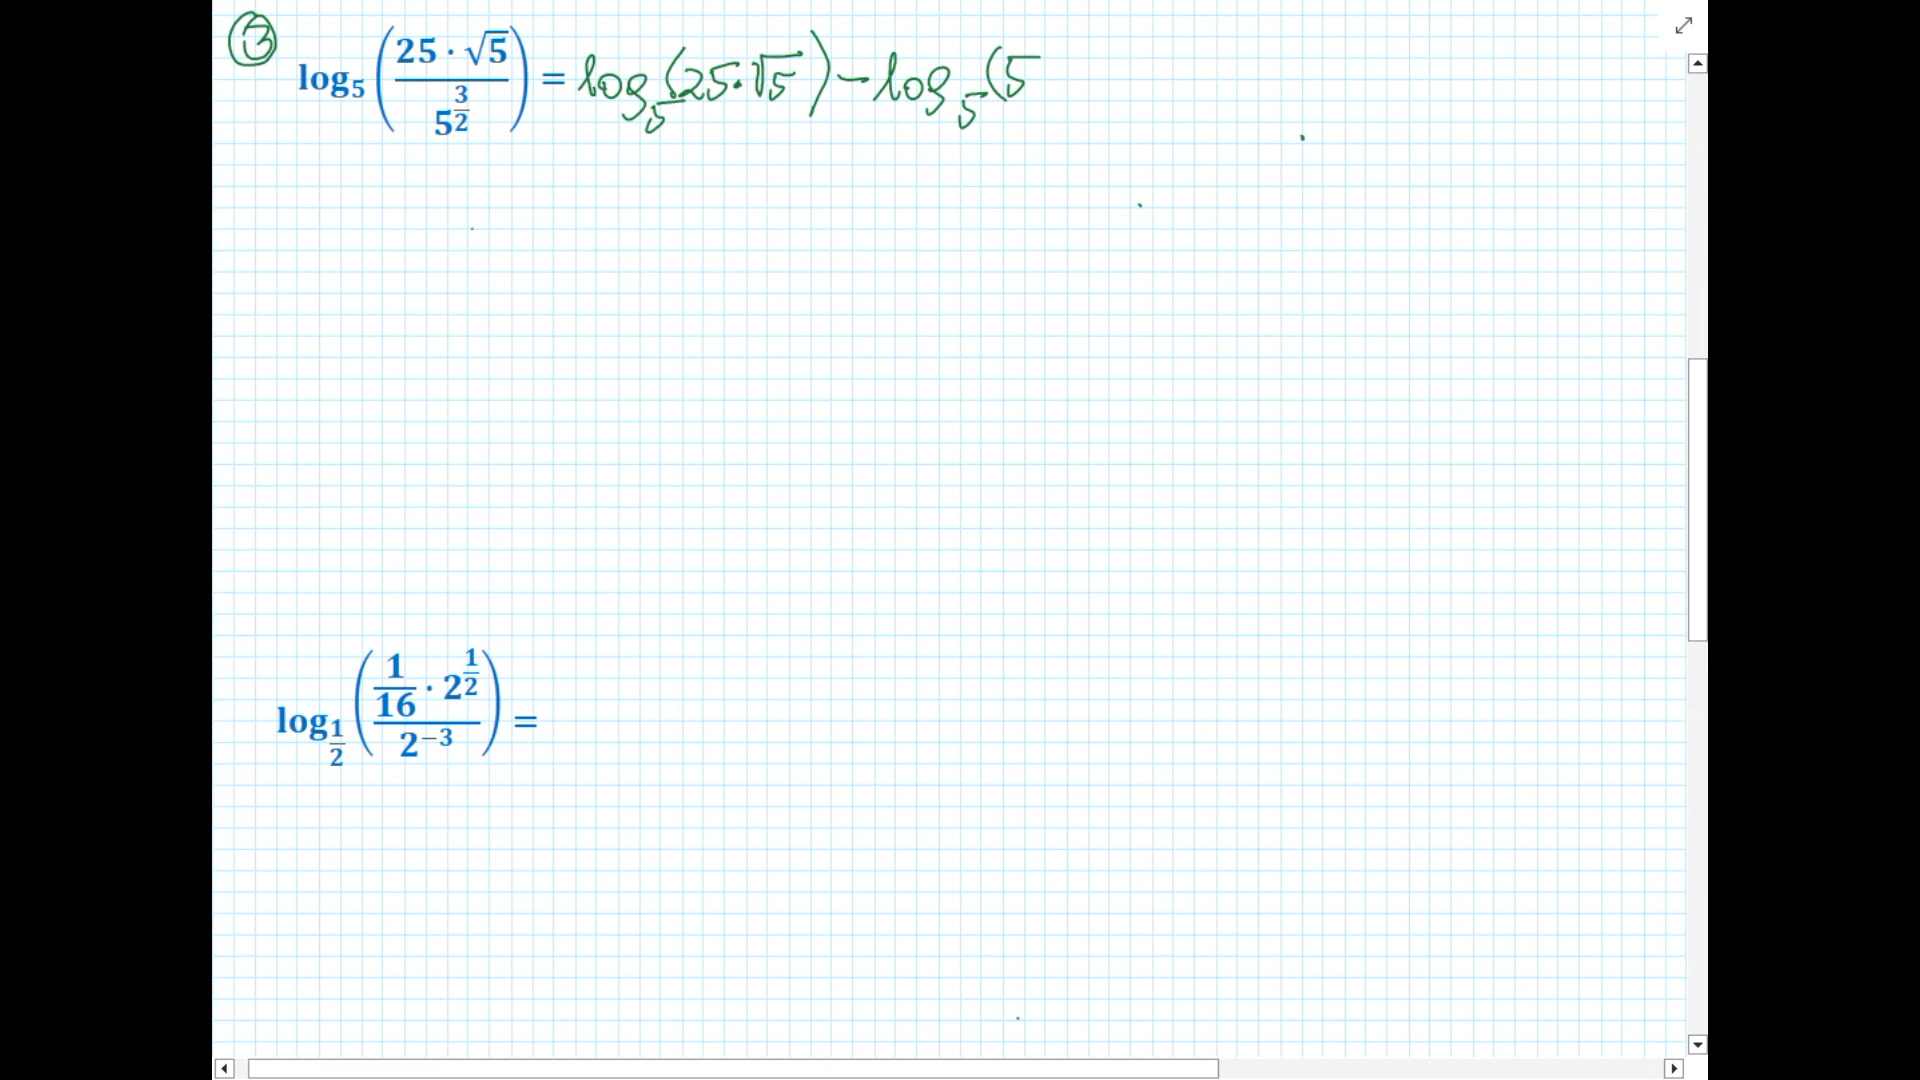 ③ log₅((25·√5)/(5^(3/2))) = log₅(25·√5) − log₅(5
log_(1/2)((1/16 · 2^(1/2))/(2^(−3))) =